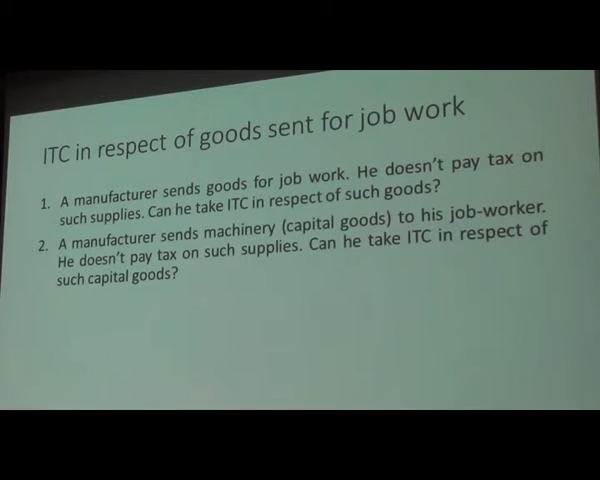 ITC in respect of goods sent for job work
1. A manufacturer sends goods for job work. He doesn't pay tax on
such supplies. Can he take ITC in respect of such goods?
2. A manufacturer sends machinery (capital goods) to his job-worker.
He doesn't pay tax on such supplies. Can he take ITC in respect of
such capital goods?